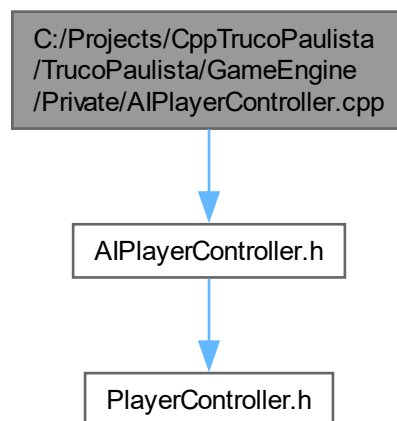 C:/Projects/CppTrucoPaulista
/TrucoPaulista/GameEngine
/Private/AIPlayerController.cpp
AIPlayerController.h
PlayerController.h